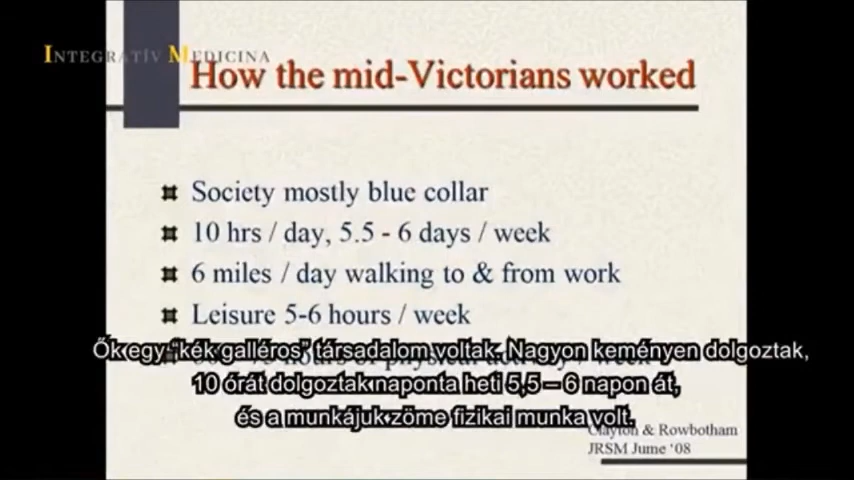 INTEGRATÍV MEDICINA
How the mid-Victorians worked
Society mostly blue collar
10 hrs / day, 5.5 - 6 days / week
6 miles / day walking to & from work
Leisure 5-6 hours / week
Ők egy “kék galléros” társadalom voltak. Nagyon keményen dolgoztak,
10 órát dolgoztak naponta heti 5,5 – 6 napon át,
és a munkájuk zöme fizikai munka volt.
Clayton & Rowbotham
JRSM Jume ‘08